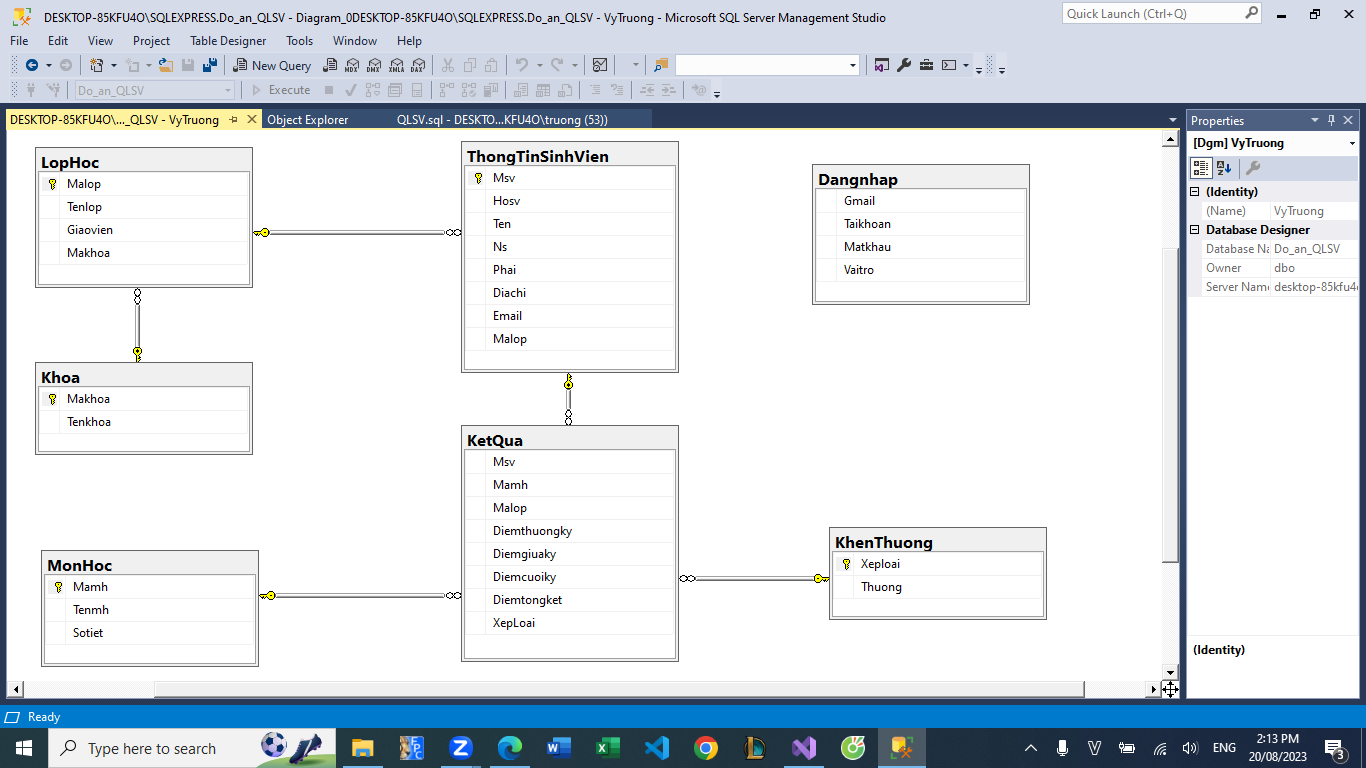 DESKTOP-85KFU4O\SQLEXPRESS.Do_an_QLSV - Diagram_0DESKTOP-85KFU4O\SQLEXPRESS.Do_an_QLSV - VyTruong - Microsoft SQL Server Management Studio
Quick Launch (Ctrl+Q)
File Edit View Project Table Designer Tools Window Help
New Query MDX DMX XMLA DAX
Do_an_QLSV Execute
DESKTOP-85KFU4O\..._QLSV - VyTruong Object Explorer QLSV.sql - DESKTO...KFU4O\truong (53))
LopHoc
Malop
Tenlop
Giaovien
Makhoa
ThongTinSinhVien
Msv
Hosv
Ten
Ns
Phai
Diachi
Email
Malop
Dangnhap
Gmail
Taikhoan
Matkhau
Vaitro
Khoa
Makhoa
Tenkhoa
KetQua
Msv
Mamh
Malop
Diemthuongky
Diemgiuaky
Diemcuoiky
Diemtongket
XepLoai
MonHoc
Mamh
Tenmh
Sotiet
KhenThuong
Xeploai
Thuong
Properties
[Dgm] VyTruong
(Identity)
(Name) VyTruong
Database Designer
Database Na Do_an_QLSV
Owner dbo
Server Name desktop-85kfu4o
(Identity)
Ready
Type here to search
ENG
2:13 PM
20/08/2023
3